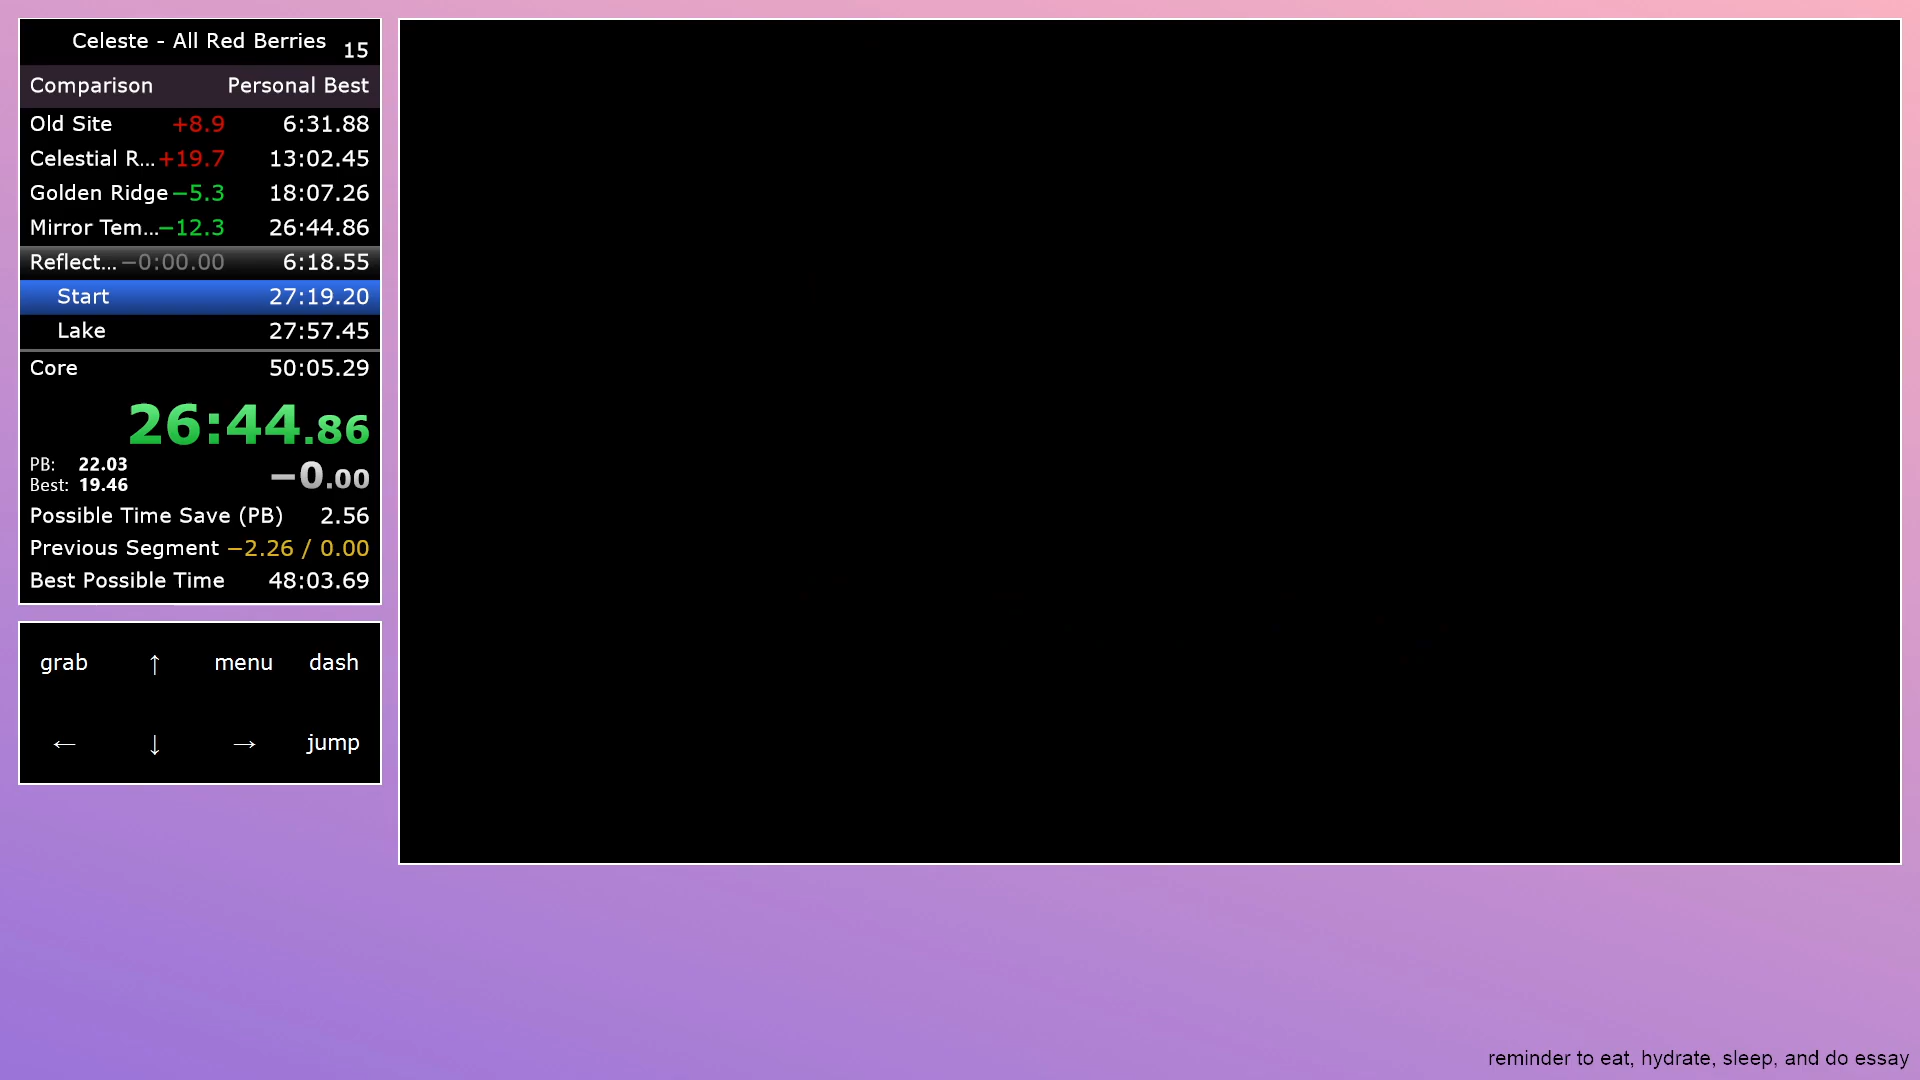 Celeste - All Red Berries 15
Comparison Personal Best
Old Site +8.9 6:31.88
Celestial R... +19.7 13:02.45
Golden Ridge −5.3 18:07.26
Mirror Tem... −12.3 26:44.86
Reflect... −0:00.00 6:18.55
Start 27:19.20
Lake 27:57.45
Core 50:05.29
26:44.86
PB: 22.03 −0.00
Best: 19.46
Possible Time Save (PB) 2.56
Previous Segment −2.26 / 0.00
Best Possible Time 48:03.69
grab ↑ menu dash
← ↓ → jump
reminder to eat, hydrate, sleep, and do essay